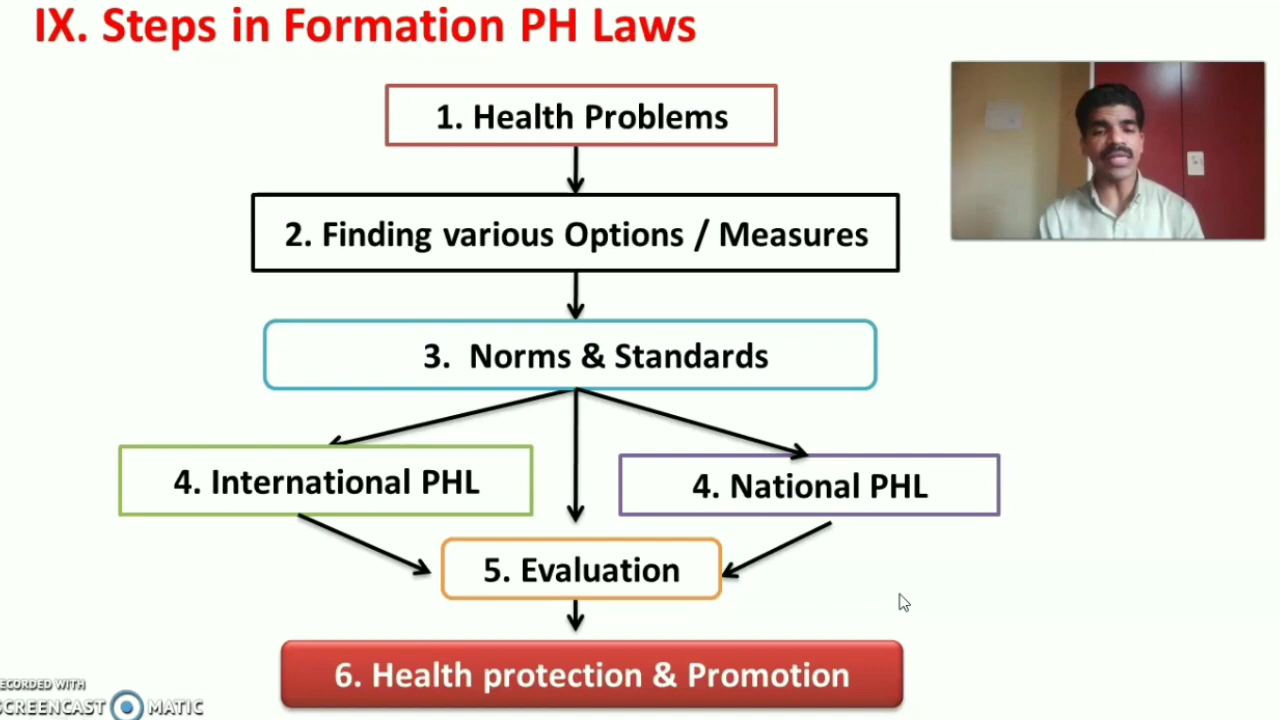 IX. Steps in Formation PH Laws
1. Health Problems
2. Finding various Options / Measures
3. Norms & Standards
4. International PHL
4. National PHL
5. Evaluation
6. Health protection & Promotion
ECORDED WITH
CREENCAST MATIC